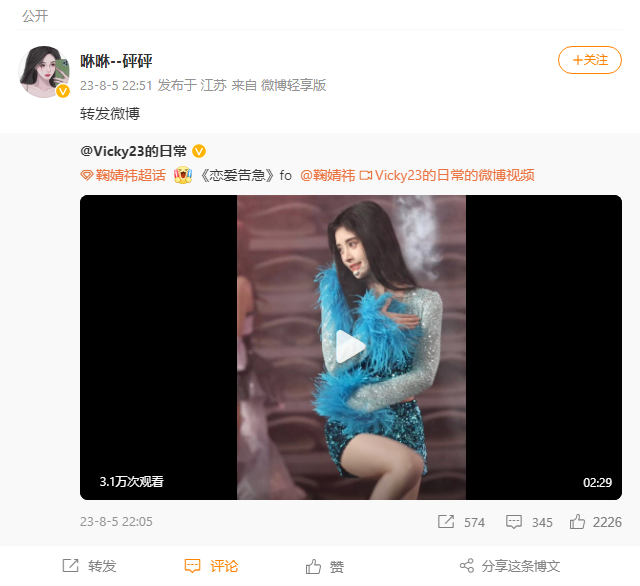 公开
咻咻--砰砰
+关注
23-8-5 22:51 发布于 江苏 来自 微博轻享版
转发微博
@Vicky23的日常
鞠婧祎超话 《恋爱告急》fo @鞠婧祎 Vicky23的日常的微博视频
3.1万次观看
02:29
23-8-5 22:05
574 345 2226
转发 评论 赞 分享这条博文